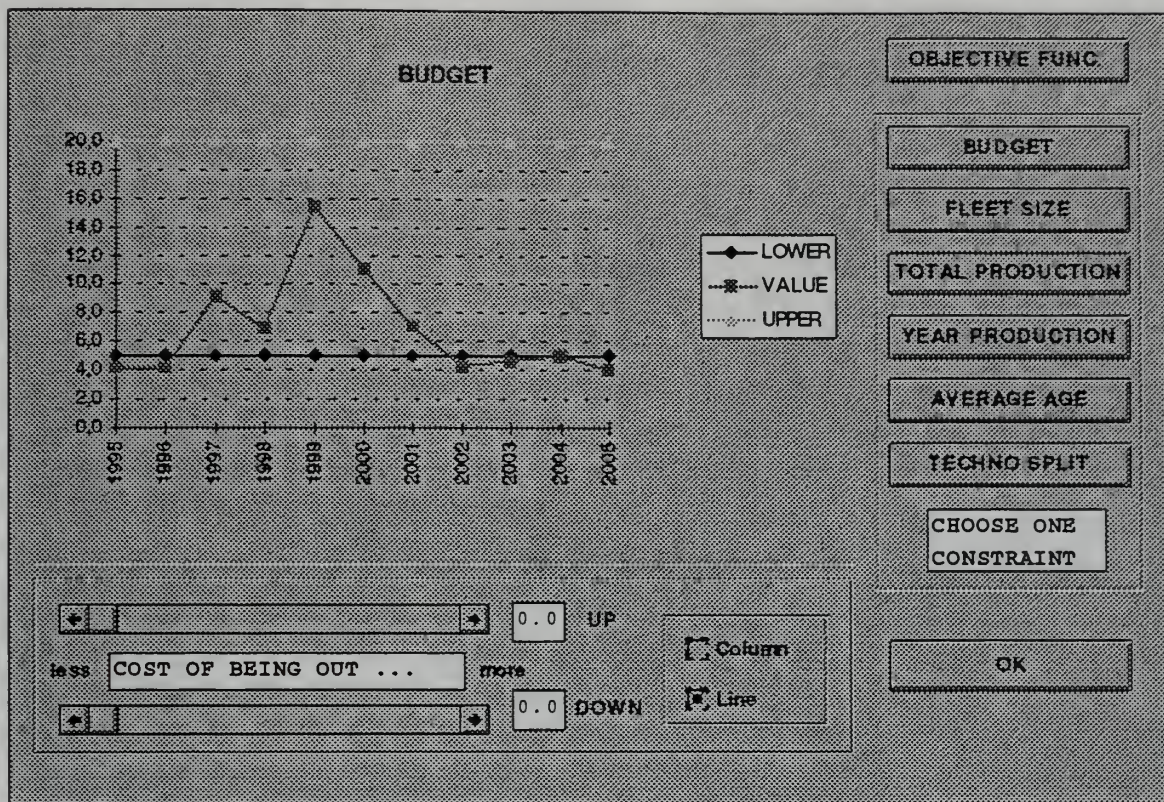 BUDGET
20,0
18,0
16,0
14,0
12,0
10,0
8,0
6,0
4,0
2,0
0,0
1995
1996
1997
1998
1999
2000
2001
2002
2003
2004
2005
LOWER
VALUE
UPPER
OBJECTIVE FUNC.
BUDGET
FLEET SIZE
TOTAL PRODUCTION
YEAR PRODUCTION
AVERAGE AGE
TECHNO SPLIT
CHOOSE ONE
CONSTRAINT
OK
0.0 UP
less COST OF BEING OUT ... more
0.0 DOWN
Column
Line